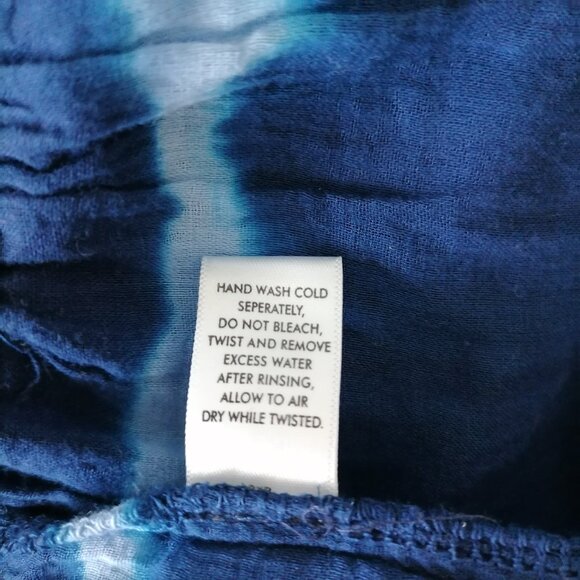 HAND WASH COLD
SEPERATELY,
DO NOT BLEACH,
TWIST AND REMOVE
EXCESS WATER
AFTER RINSING,
ALLOW TO AIR
DRY WHILE TWISTED.